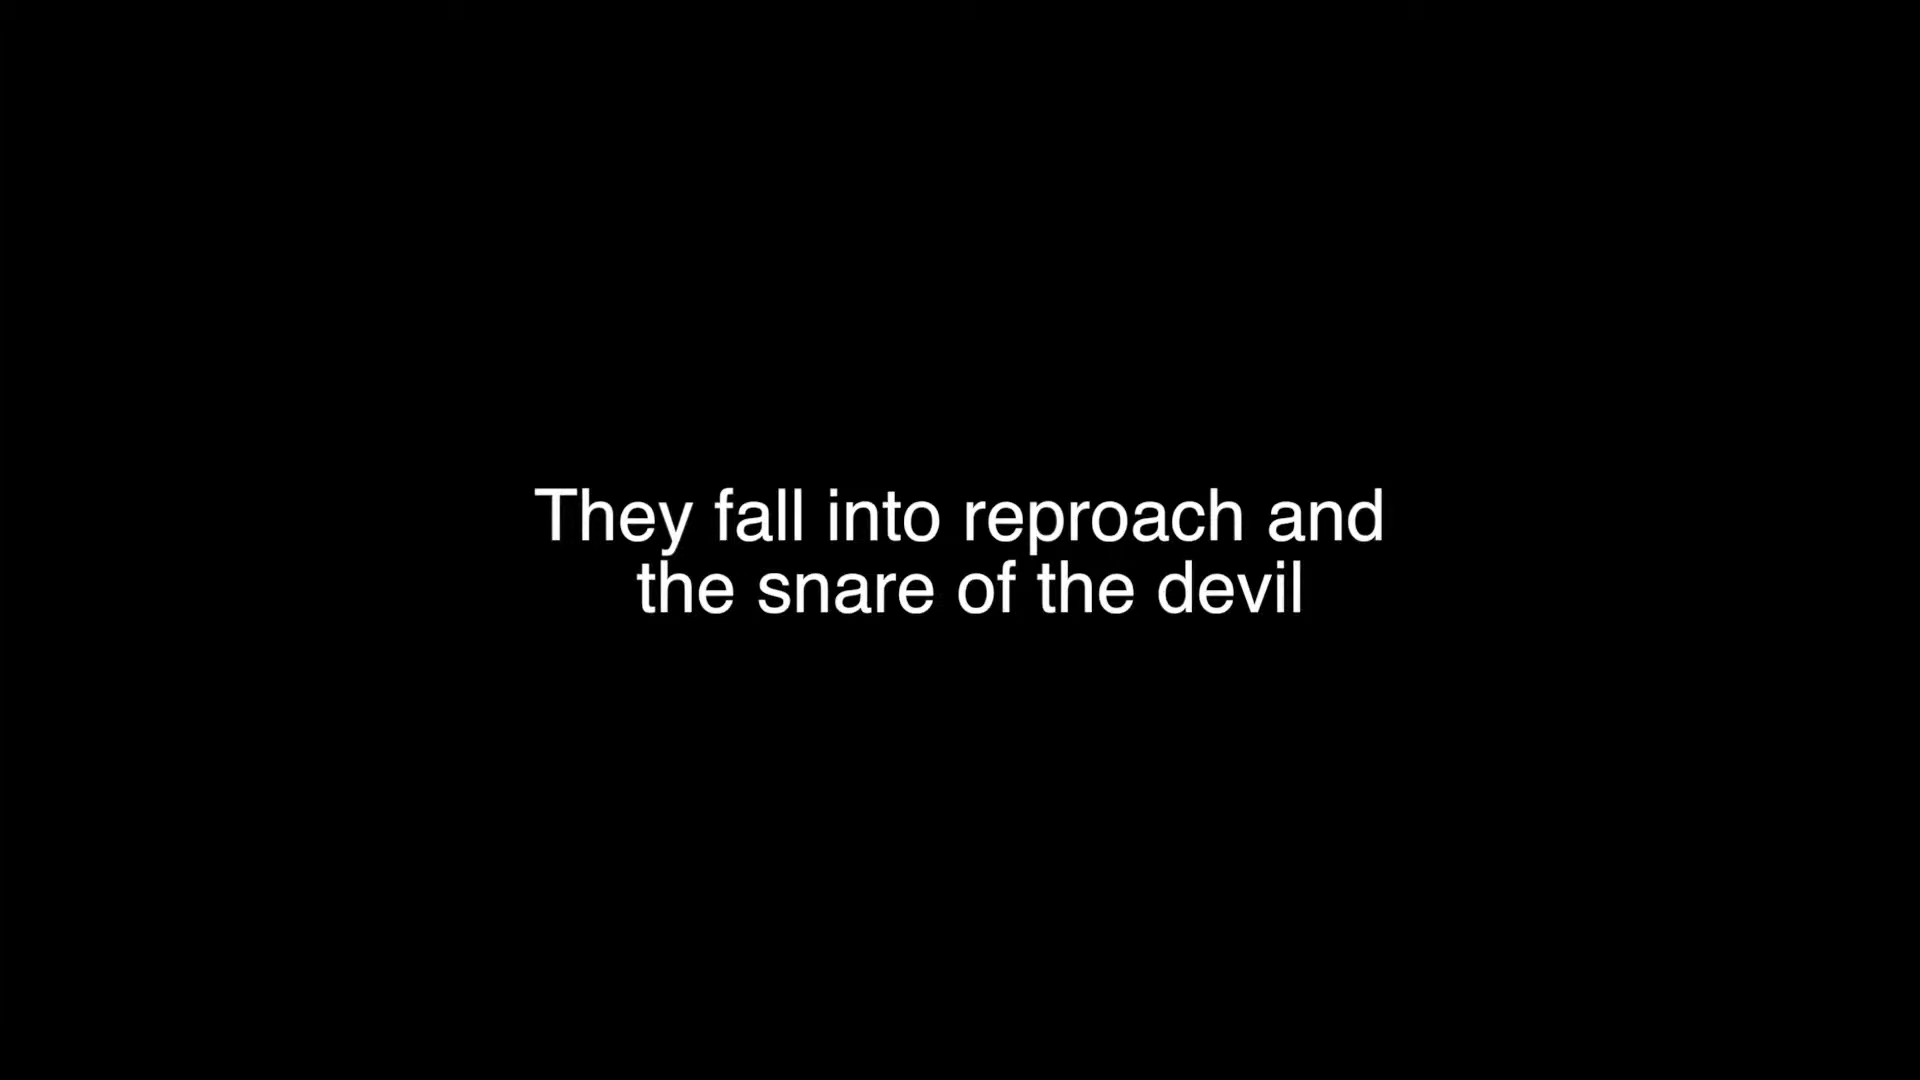 They fall into reproach and
the snare of the devil